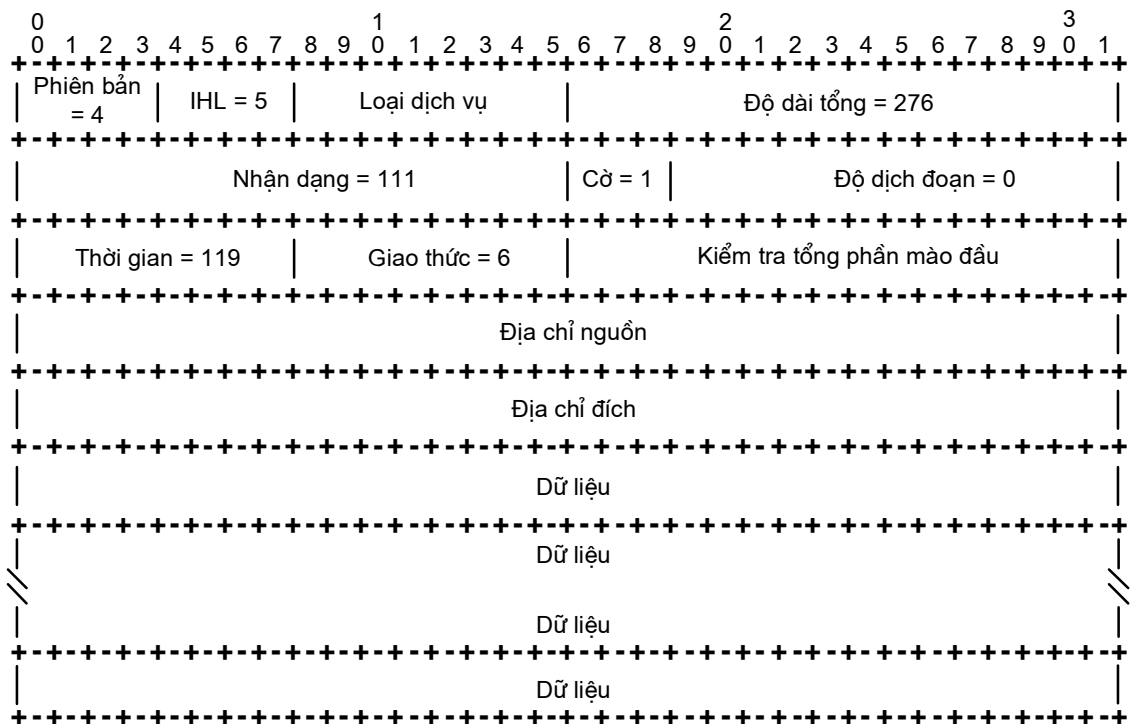 0 1 2 3
0 1 2 3 4 5 6 7 8 9 0 1 2 3 4 5 6 7 8 9 0 1 2 3 4 5 6 7 8 9 0 1
+-+-+-+-+-+-+-+-+-+-+-+-+-+-+-+-+-+-+-+-+-+-+-+-+-+-+-+-+-+-+-+-+
|Phiên bản = 4| IHL = 5 | Loại dịch vụ | Độ dài tổng = 276 |
+-+-+-+-+-+-+-+-+-+-+-+-+-+-+-+-+-+-+-+-+-+-+-+-+-+-+-+-+-+-+-+-+
| Nhận dạng = 111 | Cờ = 1 | Độ dịch đoạn = 0 |
+-+-+-+-+-+-+-+-+-+-+-+-+-+-+-+-+-+-+-+-+-+-+-+-+-+-+-+-+-+-+-+-+
| Thời gian = 119 | Giao thức = 6 | Kiểm tra tổng phần mào đầu |
+-+-+-+-+-+-+-+-+-+-+-+-+-+-+-+-+-+-+-+-+-+-+-+-+-+-+-+-+-+-+-+-+
| Địa chỉ nguồn |
+-+-+-+-+-+-+-+-+-+-+-+-+-+-+-+-+-+-+-+-+-+-+-+-+-+-+-+-+-+-+-+-+
| Địa chỉ đích |
+-+-+-+-+-+-+-+-+-+-+-+-+-+-+-+-+-+-+-+-+-+-+-+-+-+-+-+-+-+-+-+-+
| Dữ liệu |
+-+-+-+-+-+-+-+-+-+-+-+-+-+-+-+-+-+-+-+-+-+-+-+-+-+-+-+-+-+-+-+-+
| Dữ liệu |
\\ \\
| Dữ liệu |
+-+-+-+-+-+-+-+-+-+-+-+-+-+-+-+-+-+-+-+-+-+-+-+-+-+-+-+-+-+-+-+-+
| Dữ liệu |
+-+-+-+-+-+-+-+-+-+-+-+-+-+-+-+-+-+-+-+-+-+-+-+-+-+-+-+-+-+-+-+-+